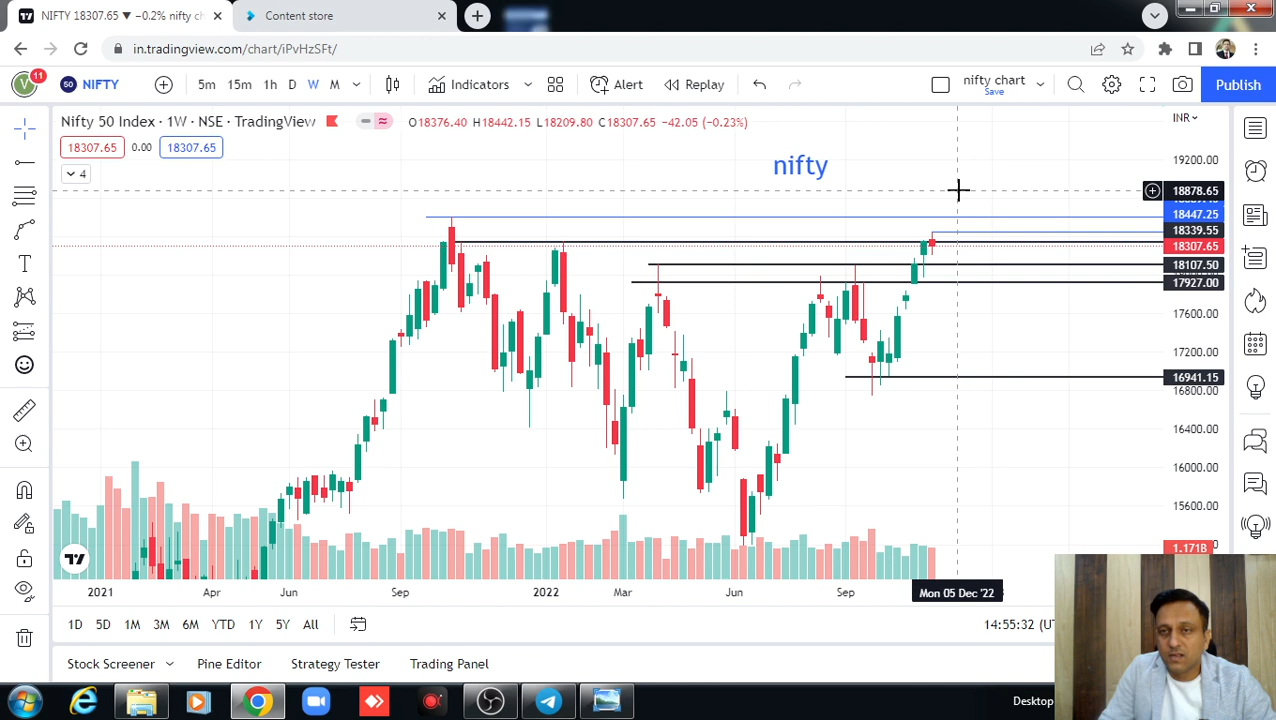 NIFTY 18307.65 ▼ −0.2% nifty ch
Content store
in.tradingview.com/chart/iPvHzSFt/
V
11
50
NIFTY
5m
15m
1h
D
W
M
Indicators
Alert
Replay
nifty chart
Save
Publish
Nifty 50 Index · 1W · NSE · TradingView
O18376.40 H18442.15 L18209.80 C18307.65 −42.05 (−0.23%)
INR
18307.65
0.00
18307.65
4
nifty
19200.00
18878.65
18447.25
18339.55
18307.65
18107.50
17927.00
17600.00
17200.00
16941.15
16800.00
16400.00
16000.00
15600.00
1.171B
2021
Apr
Jun
Sep
2022
Mar
Jun
Sep
Mon 05 Dec '22
1D
5D
1M
3M
6M
YTD
1Y
5Y
All
14:55:32 (UT
Stock Screener
Pine Editor
Strategy Tester
Trading Panel
Desktop